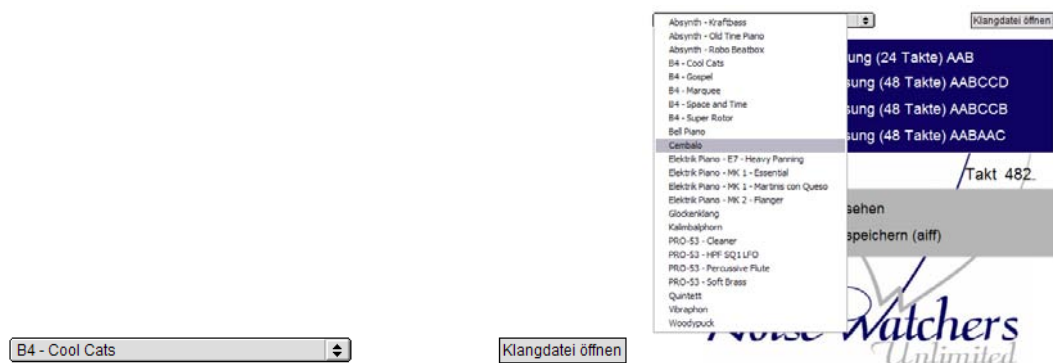 B4 - Cool Cats
Klangdatei öffnen
Klangdatei öffnen
Absynth - Kraftbass
Absynth - Old Tine Piano
Absynth - Robo Beatbox
B4 - Cool Cats
B4 - Gospel
B4 - Marquee
B4 - Space and Time
B4 - Super Rotor
Bell Piano
Cembalo
Elektrik Piano - E7 - Heavy Panning
Elektrik Piano - MK 1 - Essential
Elektrik Piano - MK 1 - Martinis con Queso
Elektrik Piano - MK 2 - Flanger
Glockenklang
Kalimbalphorn
PRO-53 - Cleaner
PRO-53 - HPF SQ1 LFO
PRO-53 - Percussive Flute
PRO-53 - Soft Brass
Quintett
Vibraphon
Woodypuck
ung (24 Takte) AAB
sung (48 Takte) AABCCD
sung (48 Takte) AABCCB
sung (48 Takte) AABAAC
Takt 482
sehen
speichern (aiff)
Noise Watchers
Unlimited